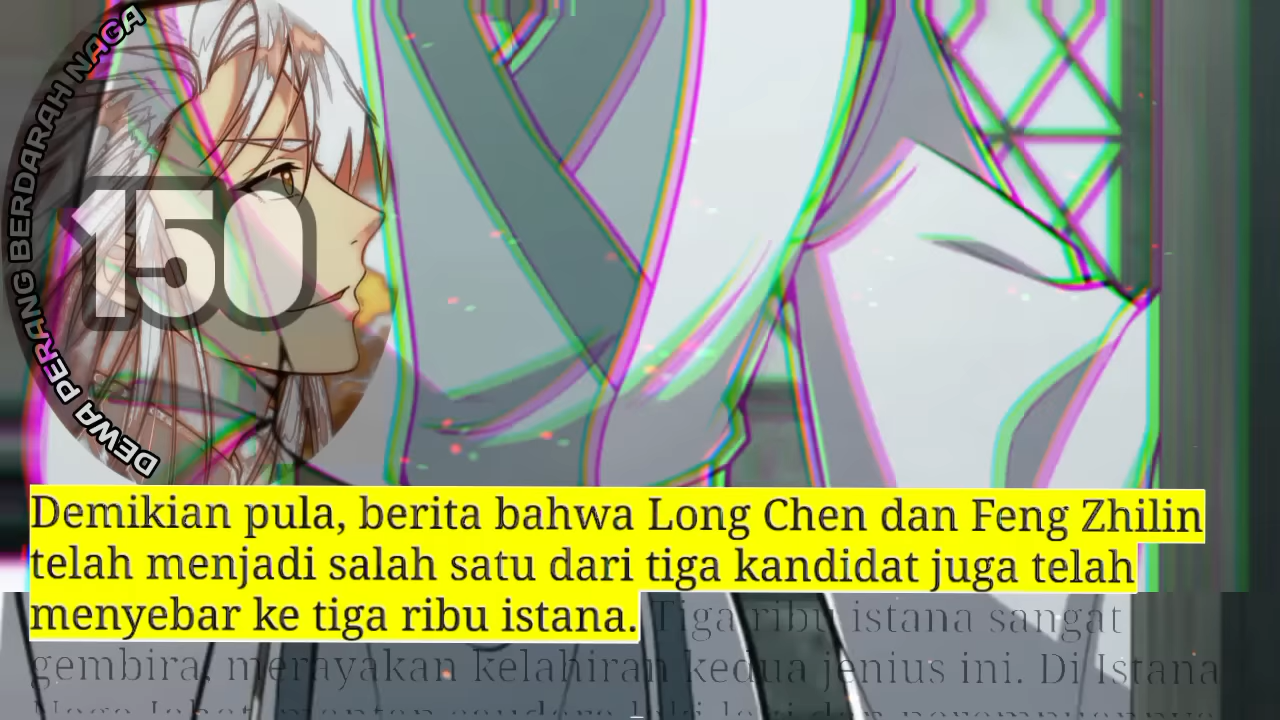 DEWA PERANG BERDARAH NAGA
150
Demikian pula, berita bahwa Long Chen dan Feng Zhilin
telah menjadi salah satu dari tiga kandidat juga telah
menyebar ke tiga ribu istana. Tiga ribu istana sangat
gembira, merayakan kelahiran kedua jenius ini. Di Istana